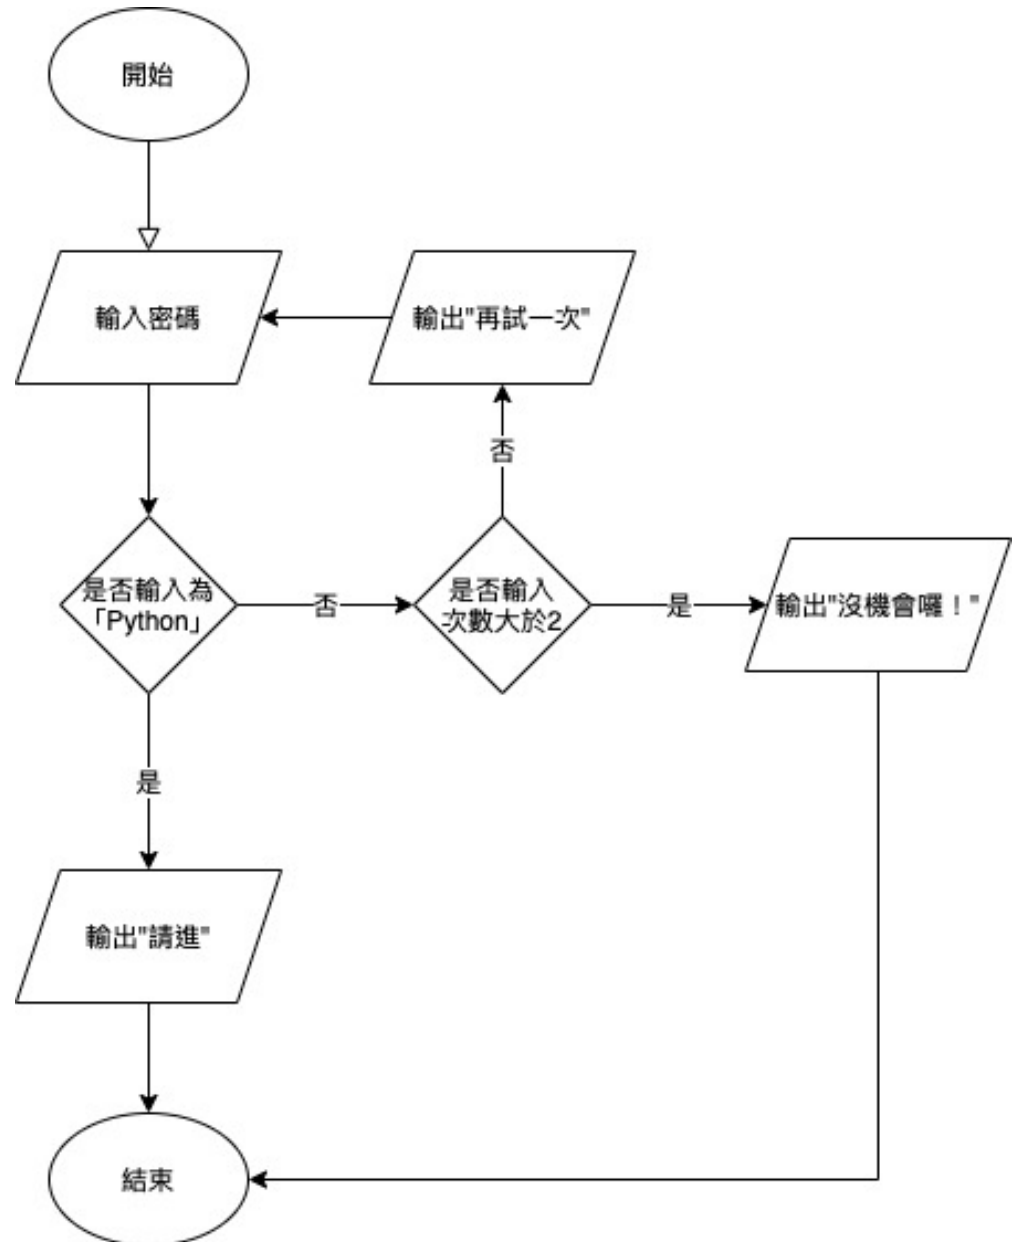 開始
輸入密碼
輸出"再試一次"
否
是否輸入為
「Python」
否
是否輸入
次數大於2
是
輸出"沒機會囉！"
是
輸出"請進"
結束